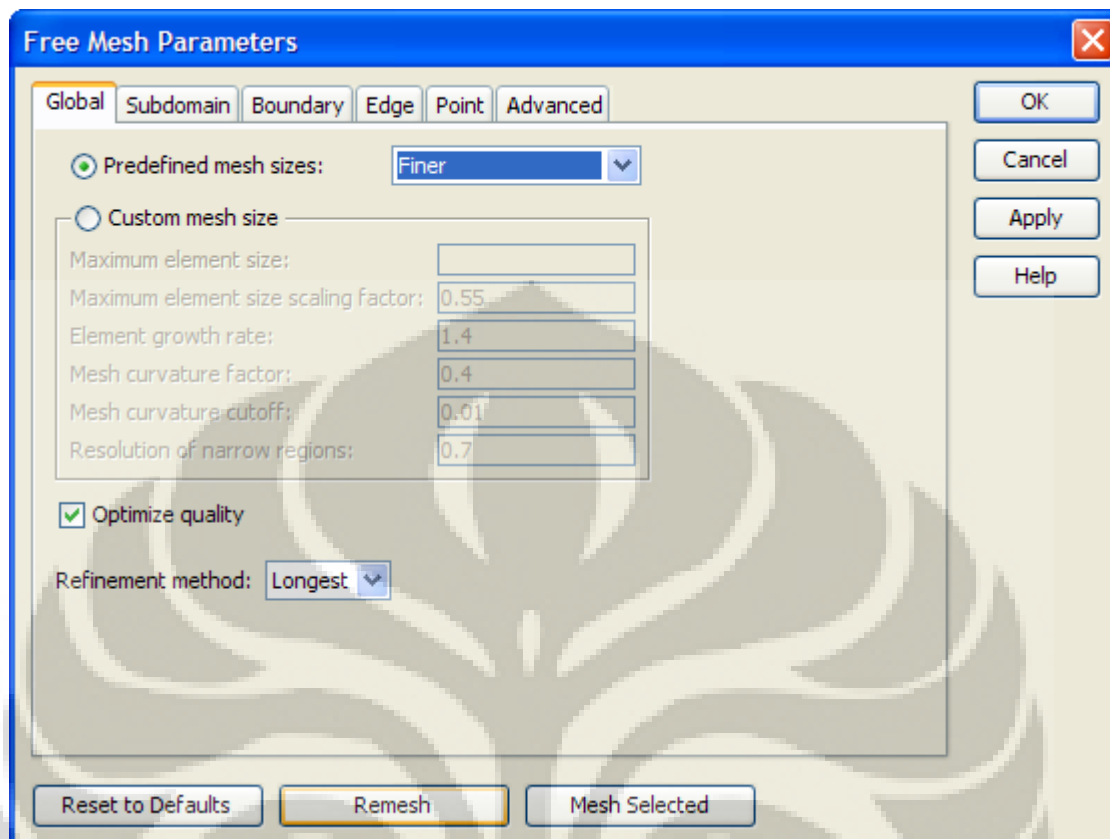 Free Mesh Parameters
Global Subdomain Boundary Edge Point Advanced
OK
Cancel
Apply
Help
Predefined mesh sizes: Finer
Custom mesh size
Maximum element size:
Maximum element size scaling factor: 0.55
Element growth rate: 1.4
Mesh curvature factor: 0.4
Mesh curvature cutoff: 0.01
Resolution of narrow regions: 0.7
Optimize quality
Refinement method: Longest
Reset to Defaults Remesh Mesh Selected